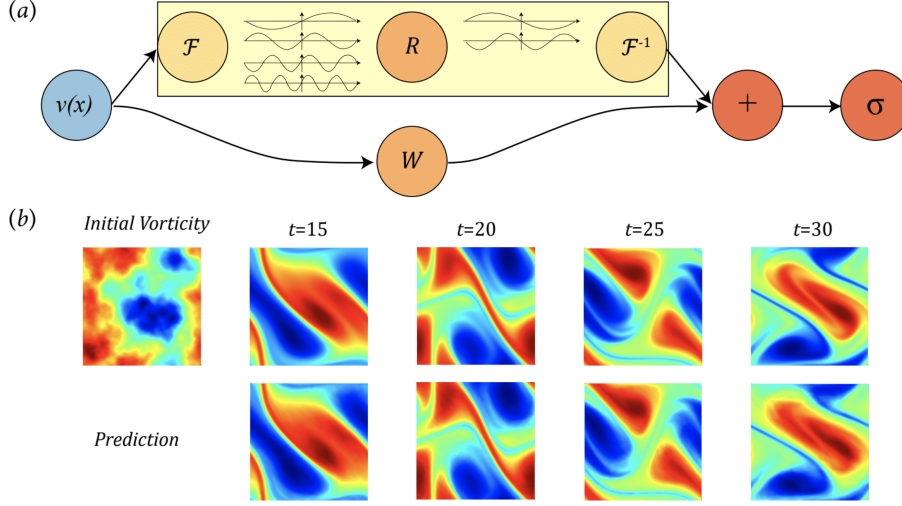 (a)
ℱ
R
ℱ⁻¹
v(x)
+
σ
W
(b)
Initial Vorticity
t=15
t=20
t=25
t=30
Prediction